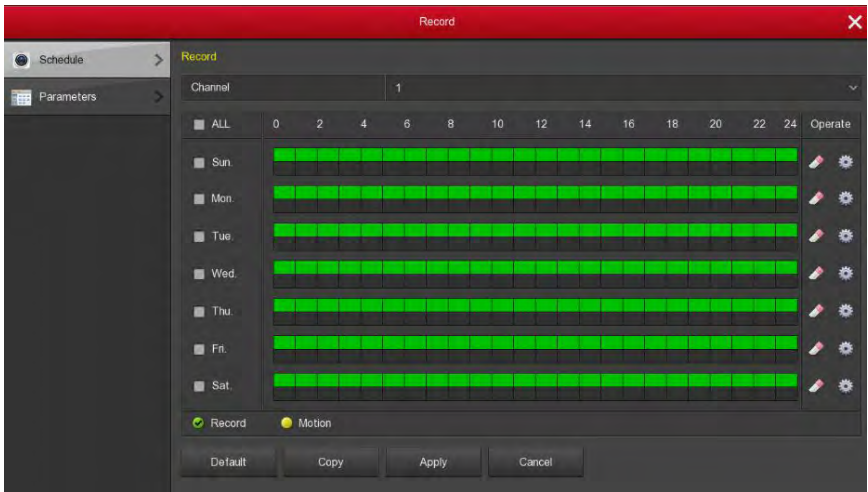 Record
Schedule
Parameters
Record
Channel 1
ALL 0 2 4 6 8 10 12 14 16 18 20 22 24 Operate
Sun.
Mon.
Tue.
Wed.
Thu.
Fri.
Sat.
Record Motion
Default Copy Apply Cancel